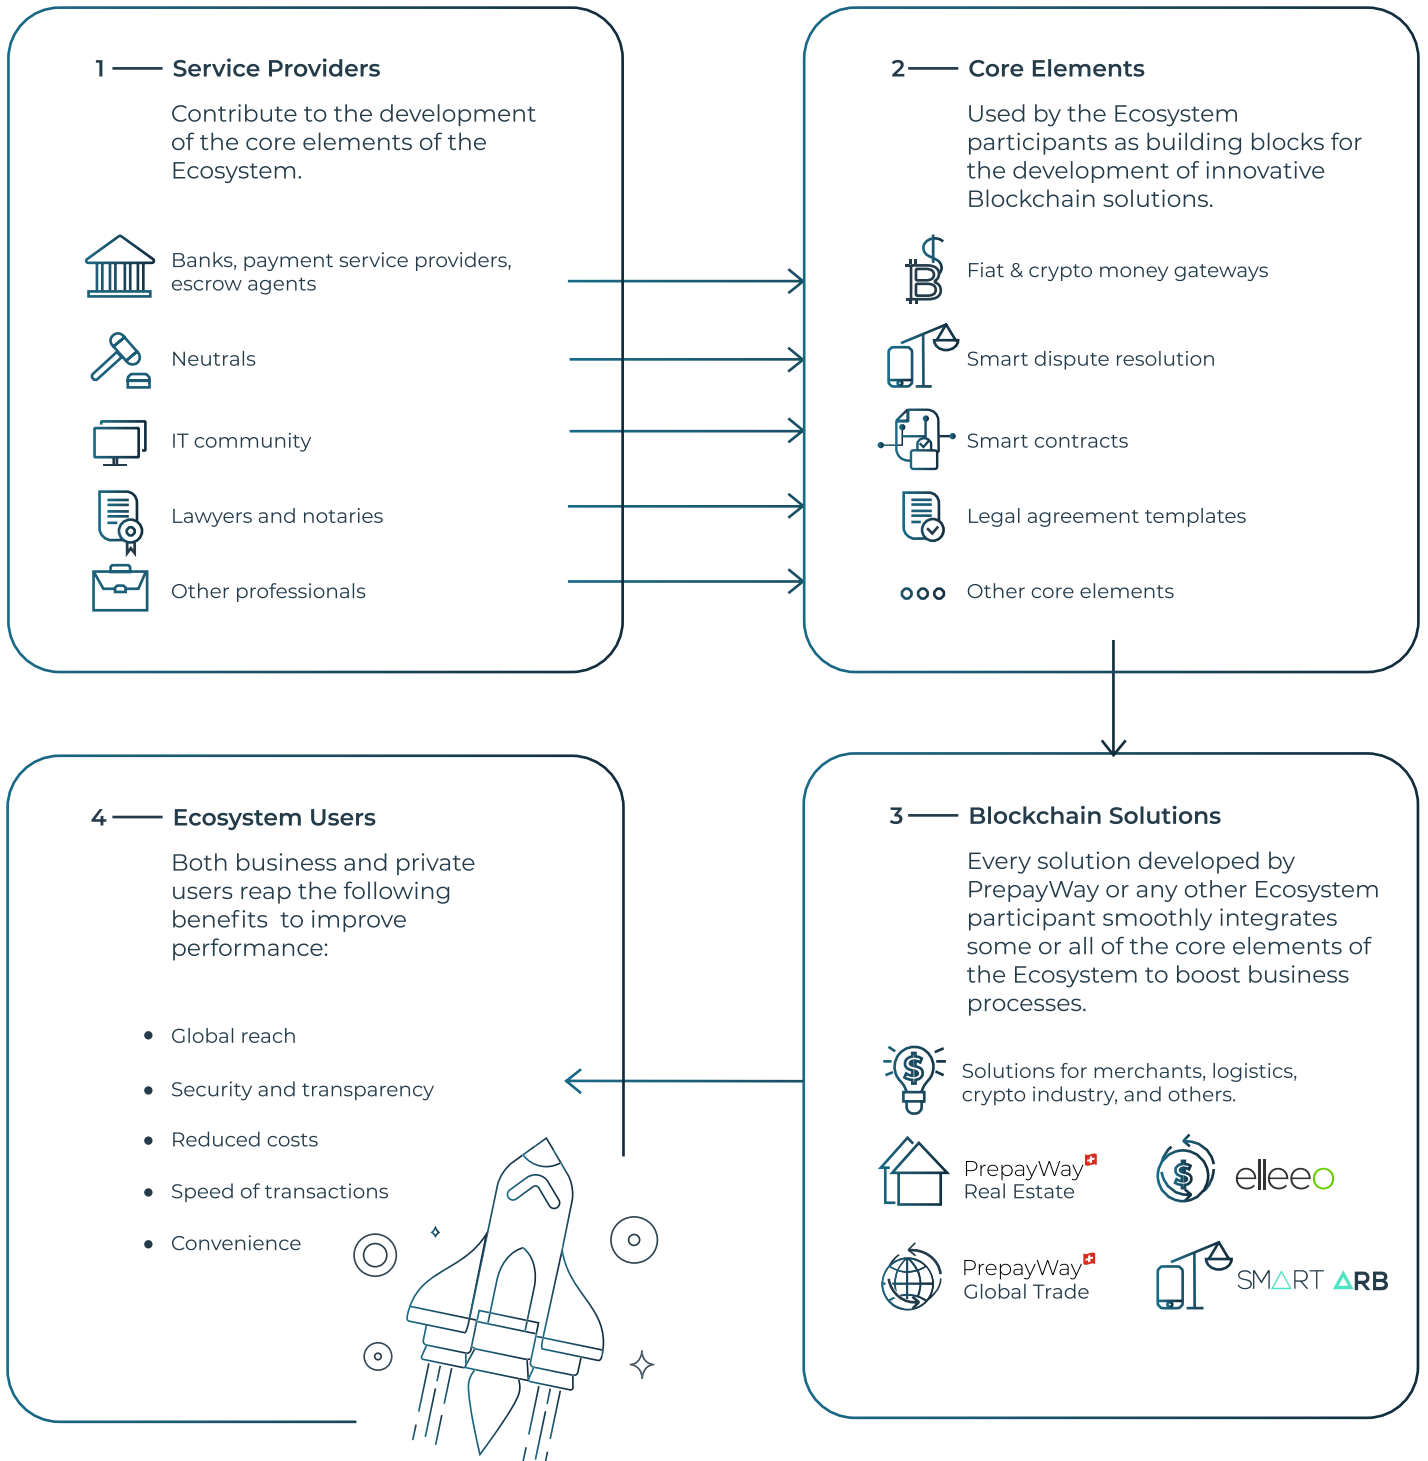 1 Service Providers
Contribute to the development
of the core elements of the
Ecosystem.
Banks, payment service providers,
escrow agents
Neutrals
IT community
Lawyers and notaries
Other professionals
2 Core Elements
Used by the Ecosystem
participants as building blocks for
the development of innovative
Blockchain solutions.
Fiat & crypto money gateways
Smart dispute resolution
Smart contracts
Legal agreement templates
Other core elements
3 Blockchain Solutions
Every solution developed by
PrepayWay or any other Ecosystem
participant smoothly integrates
some or all of the core elements of
the Ecosystem to boost business
processes.
Solutions for merchants, logistics,
crypto industry, and others.
PrepayWay
Real Estate
elleeo
PrepayWay
Global Trade
SMART ARB
4 Ecosystem Users
Both business and private
users reap the following
benefits to improve
performance:
• Global reach
• Security and transparency
• Reduced costs
• Speed of transactions
• Convenience